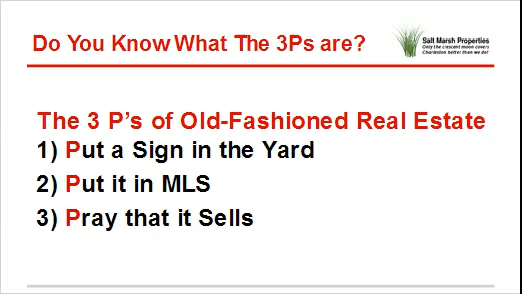 Do You Know What The 3Ps are?
Salt Marsh Properties
Only the crescent moon covers
Charleston better than we do!
The 3 P's of Old-Fashioned Real Estate
1) Put a Sign in the Yard
2) Put it in MLS
3) Pray that it Sells